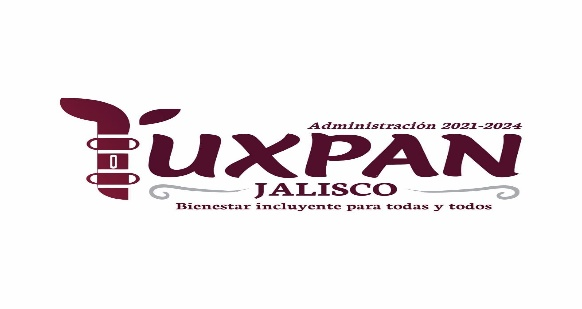 Administración 2021-2024
TUXPAN
JALISCO
Bienestar incluyente para todas y todos